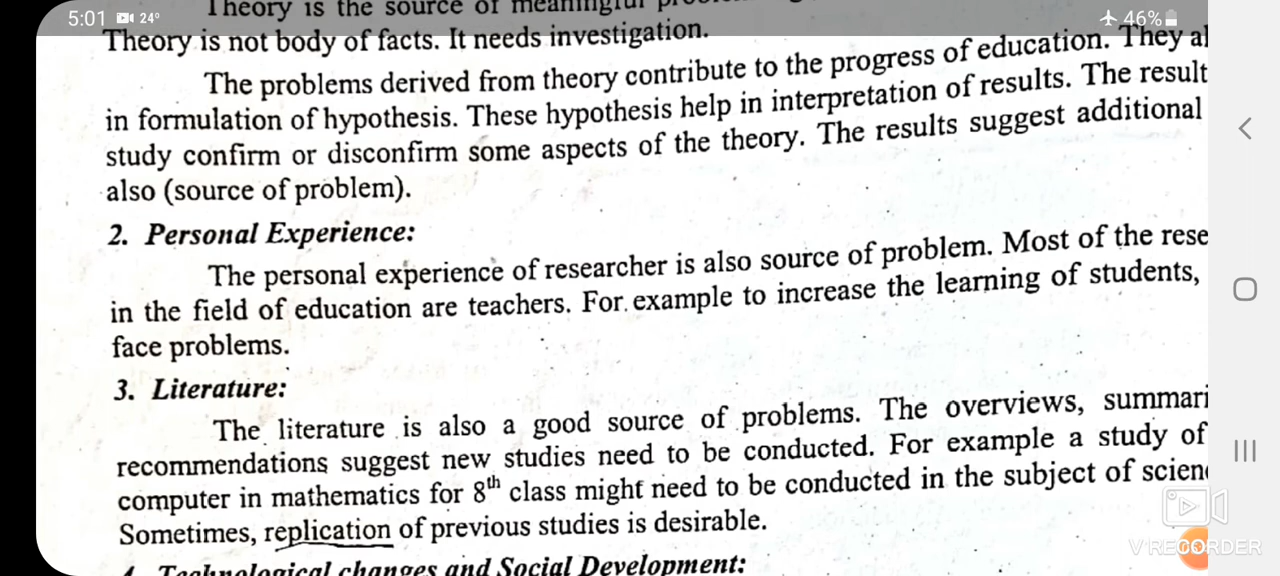 5:01 24° 46%
Theory is the source of meaningful
Theory is not body of facts. It needs investigation.
The problems derived from theory contribute to the progress of education. They al
in formulation of hypothesis. These hypothesis help in interpretation of results. The result
study confirm or disconfirm some aspects of the theory. The results suggest additional
also (source of problem).
2. Personal Experience:
The personal experience of researcher is also source of problem. Most of the rese
in the field of education are teachers. For example to increase the learning of students,
face problems.
3. Literature:
The literature is also a good source of problems. The overviews, summari
recommendations suggest new studies need to be conducted. For example a study of
computer in mathematics for 8th class might need to be conducted in the subject of scien
Sometimes, replication of previous studies is desirable.
4. Technological changes and Social Development:
V RECORDER